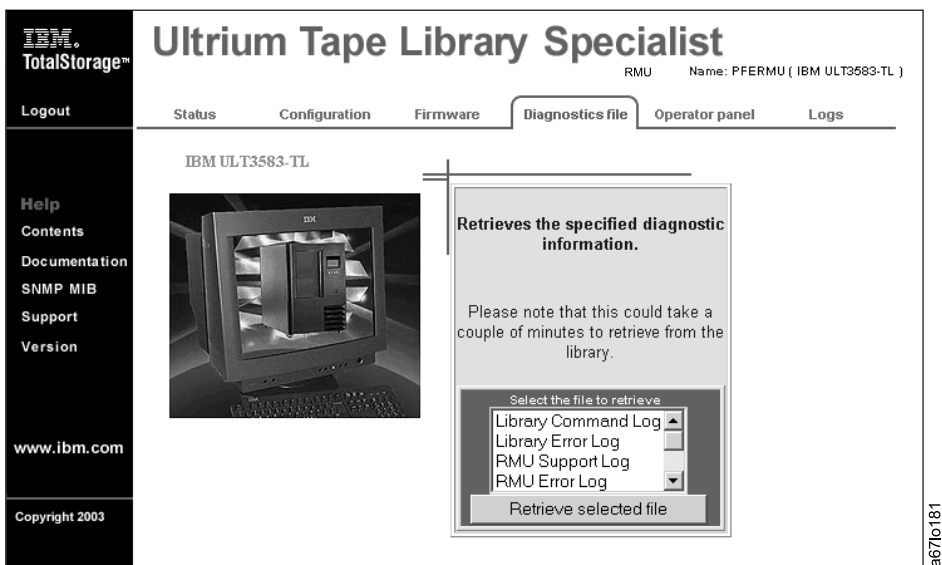 IBM.
TotalStorage™
Ultrium Tape Library Specialist
RMU Name: PFERMU ( IBM ULT3583-TL )
Logout
Status Configuration Firmware Diagnostics file Operator panel Logs
IBM ULT3583-TL
Help
Contents
Documentation
SNMP MIB
Support
Version
www.ibm.com
Copyright 2003
IBM
Retrieves the specified diagnostic
information.
Please note that this could take a
couple of minutes to retrieve from the
library.
Select the file to retrieve
Library Command Log
Library Error Log
RMU Support Log
RMU Error Log
Retrieve selected file
a67lo181